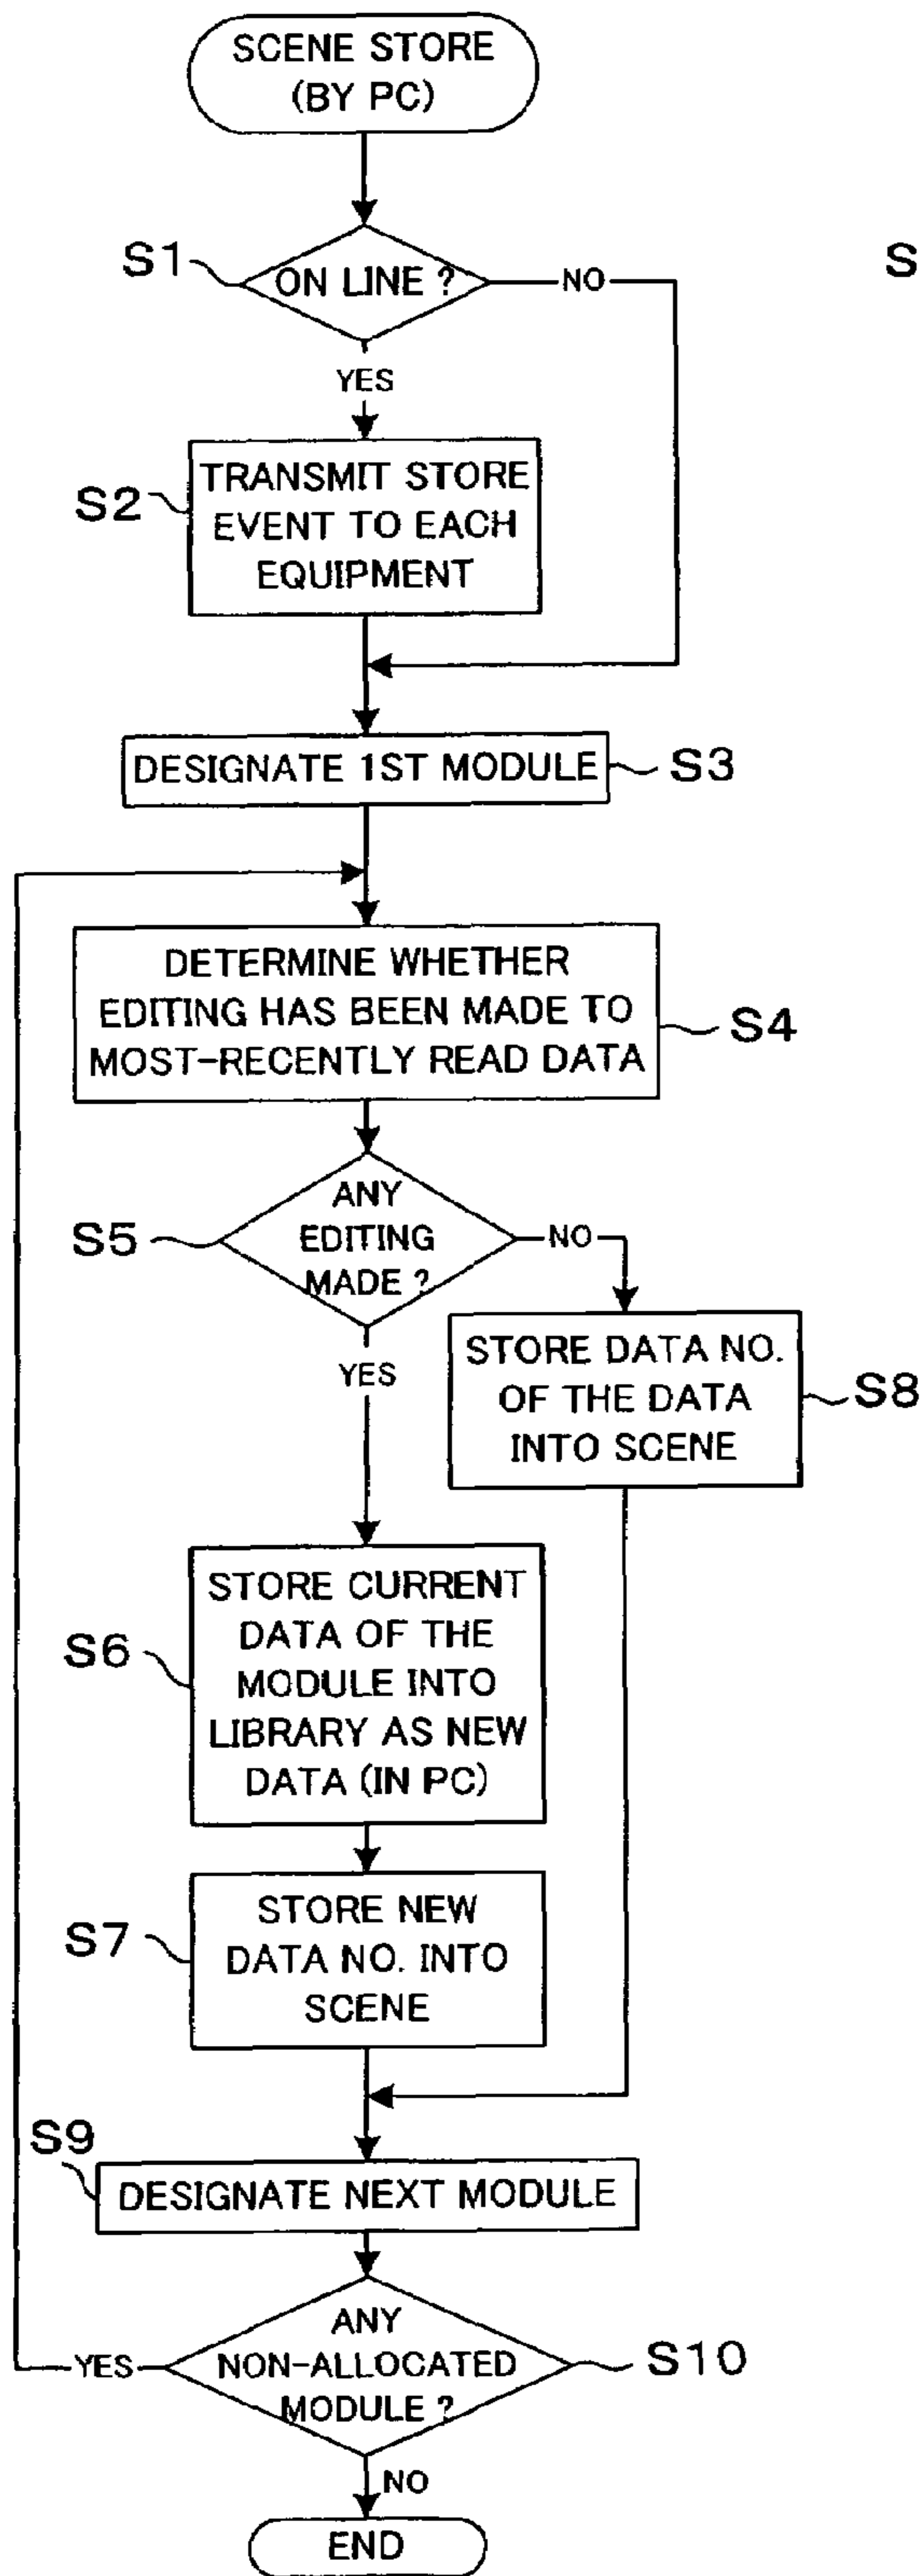 SCENE STORE
(BY PC)
S1
ON LINE ?
NO
S
YES
S2
TRANSMIT STORE
EVENT TO EACH
EQUIPMENT
DESIGNATE 1ST MODULE
S3
DETERMINE WHETHER
EDITING HAS BEEN MADE TO
MOST-RECENTLY READ DATA
S4
S5
ANY
EDITING
MADE ?
NO
YES
STORE DATA NO.
OF THE DATA
INTO SCENE
S8
S6
STORE CURRENT
DATA OF THE
MODULE INTO
LIBRARY AS NEW
DATA (IN PC)
S7
STORE NEW
DATA NO. INTO
SCENE
S9
DESIGNATE NEXT MODULE
ANY
NON-ALLOCATED
MODULE ?
S10
YES
NO
END